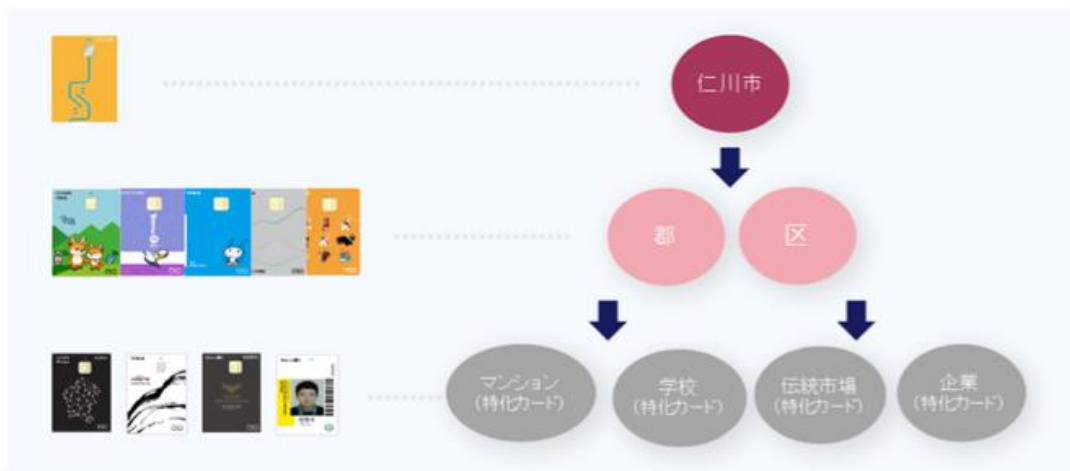 仁川市
郡
区
マンション
(特化カード)
学校
(特化カード)
伝統市場
(特化カード)
企業
(特化カード)